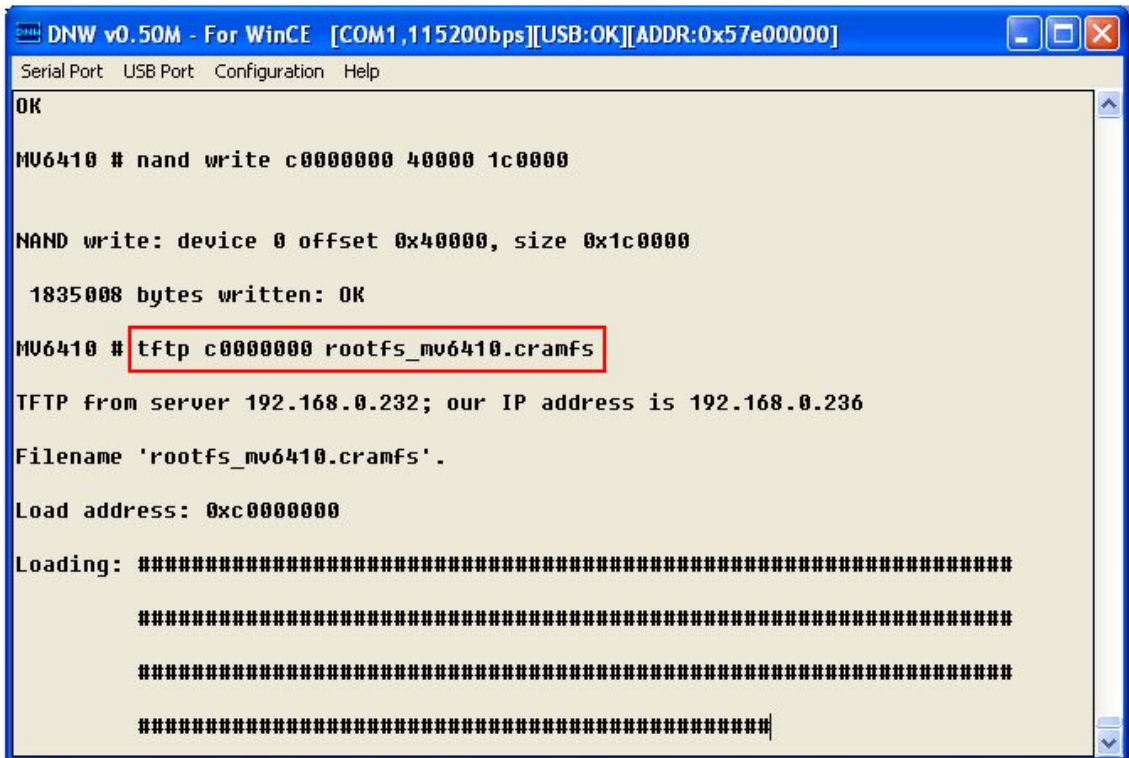 DNW v0.50M - For WinCE [COM1,115200bps][USB:OK][ADDR:0x57e00000]
Serial Port USB Port Configuration Help
OK
MV6410 # nand write c0000000 40000 1c0000
NAND write: device 0 offset 0x40000, size 0x1c0000
1835008 bytes written: OK
MV6410 # tftp c0000000 rootfs_mv6410.cramfs
TFTP from server 192.168.0.232; our IP address is 192.168.0.236
Filename 'rootfs_mv6410.cramfs'.
Load address: 0xc0000000
Loading: #################################################################
#################################################################
#################################################################
###############################################